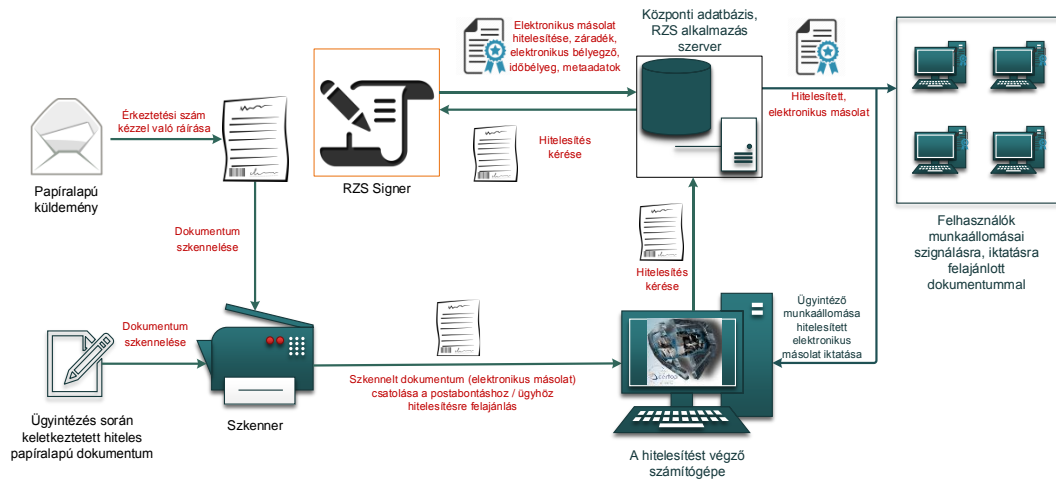 Elektronikus másolat
hitelesítése, záradék,
elektronikus bélyegző,
időbélyeg, metaadatok
Központi adatbázis,
RZS alkalmazás
szerver
Érkeztetési szám
kézzel való ráírása
Hitelesítés
kérése
Hitelesített,
elektronikus másolat
Papíralapú
küldemény
RZS Signer
Dokumentum
szkennelése
Hitelesítés
kérése
Felhasználók
munkaállomásai
szignálásra, iktatásra
felajánlott
dokumentummal
Dokumentum
szkennelése
Ügyintéző
munkaállomása
hitelesített
elektronikus
másolat iktatása
Szkennelt dokumentum (elektronikus másolat)
csatolása a postabontáshoz / ügyhöz
hitelesítésre felajánlás
Ügyintézés során
keletkeztetett hiteles
papíralapú dokumentum
Szkenner
A hitelesítést végző
számítógépe